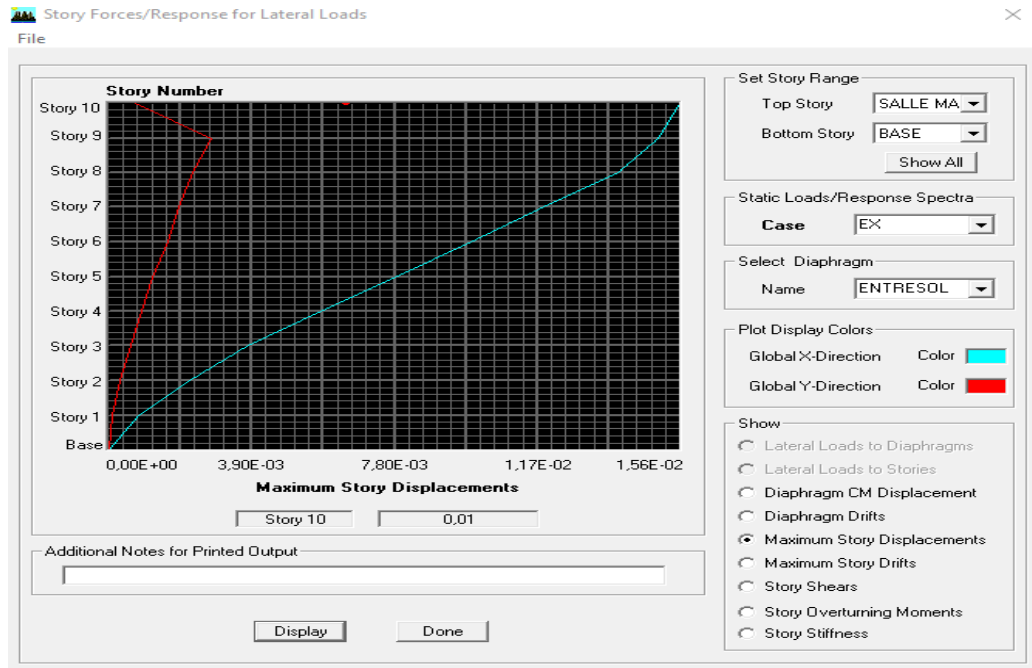 Story Forces/Response for Lateral Loads
File
Story Number
Story 10
Story 9
Story 8
Story 7
Story 6
Story 5
Story 4
Story 3
Story 2
Story 1
Base
0,00E+00 3,90E-03 7,80E-03 1,17E-02 1,56E-02
Maximum Story Displacements
Story 10 0,01
Additional Notes for Printed Output
Display Done
Set Story Range
Top Story SALLE MA
Bottom Story BASE
Show All
Static Loads/Response Spectra
Case EX
Select Diaphragm
Name ENTRESOL
Plot Display Colors
Global X-Direction Color
Global Y-Direction Color
Show
Lateral Loads to Diaphragms
Lateral Loads to Stories
Diaphragm CM Displacement
Diaphragm Drifts
Maximum Story Displacements
Maximum Story Drifts
Story Shears
Story Overturning Moments
Story Stiffness